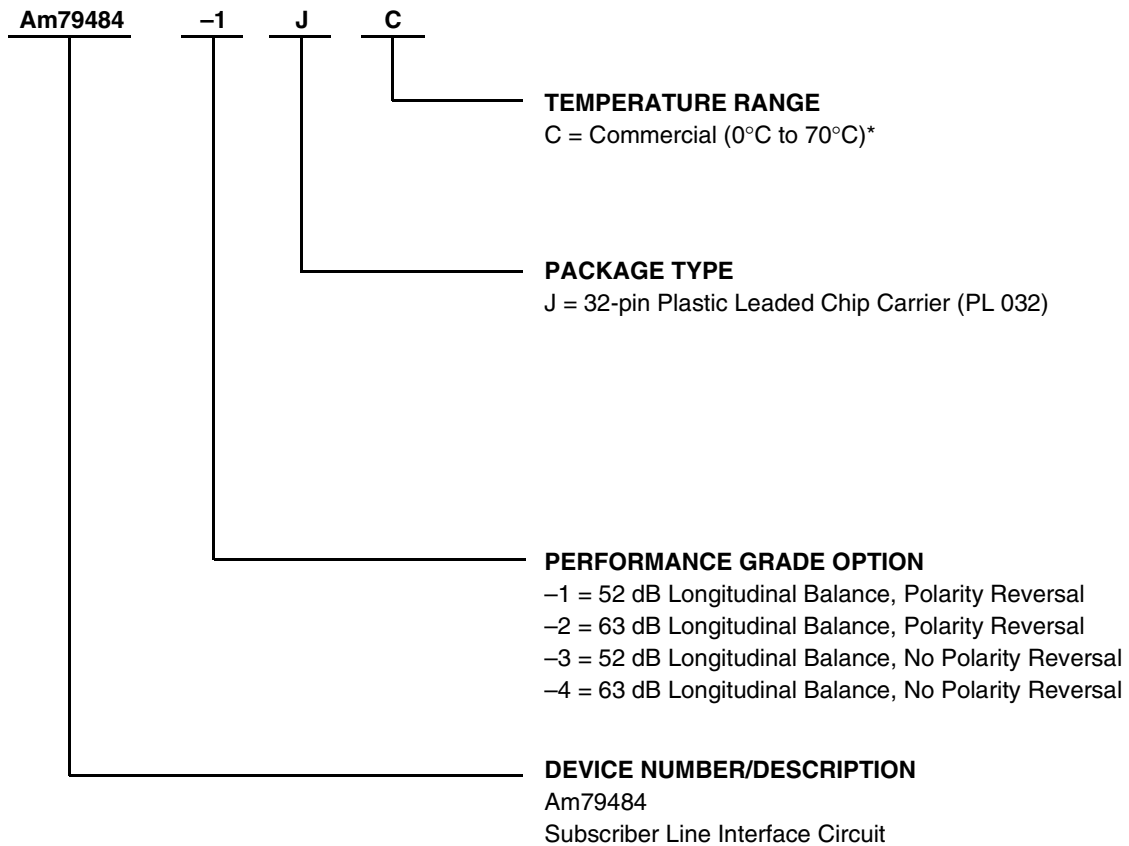 Am79484 –1 J C
TEMPERATURE RANGE
C = Commercial (0°C to 70°C)*
PACKAGE TYPE
J = 32-pin Plastic Leaded Chip Carrier (PL 032)
PERFORMANCE GRADE OPTION
–1 = 52 dB Longitudinal Balance, Polarity Reversal
–2 = 63 dB Longitudinal Balance, Polarity Reversal
–3 = 52 dB Longitudinal Balance, No Polarity Reversal
–4 = 63 dB Longitudinal Balance, No Polarity Reversal
DEVICE NUMBER/DESCRIPTION
Am79484
Subscriber Line Interface Circuit